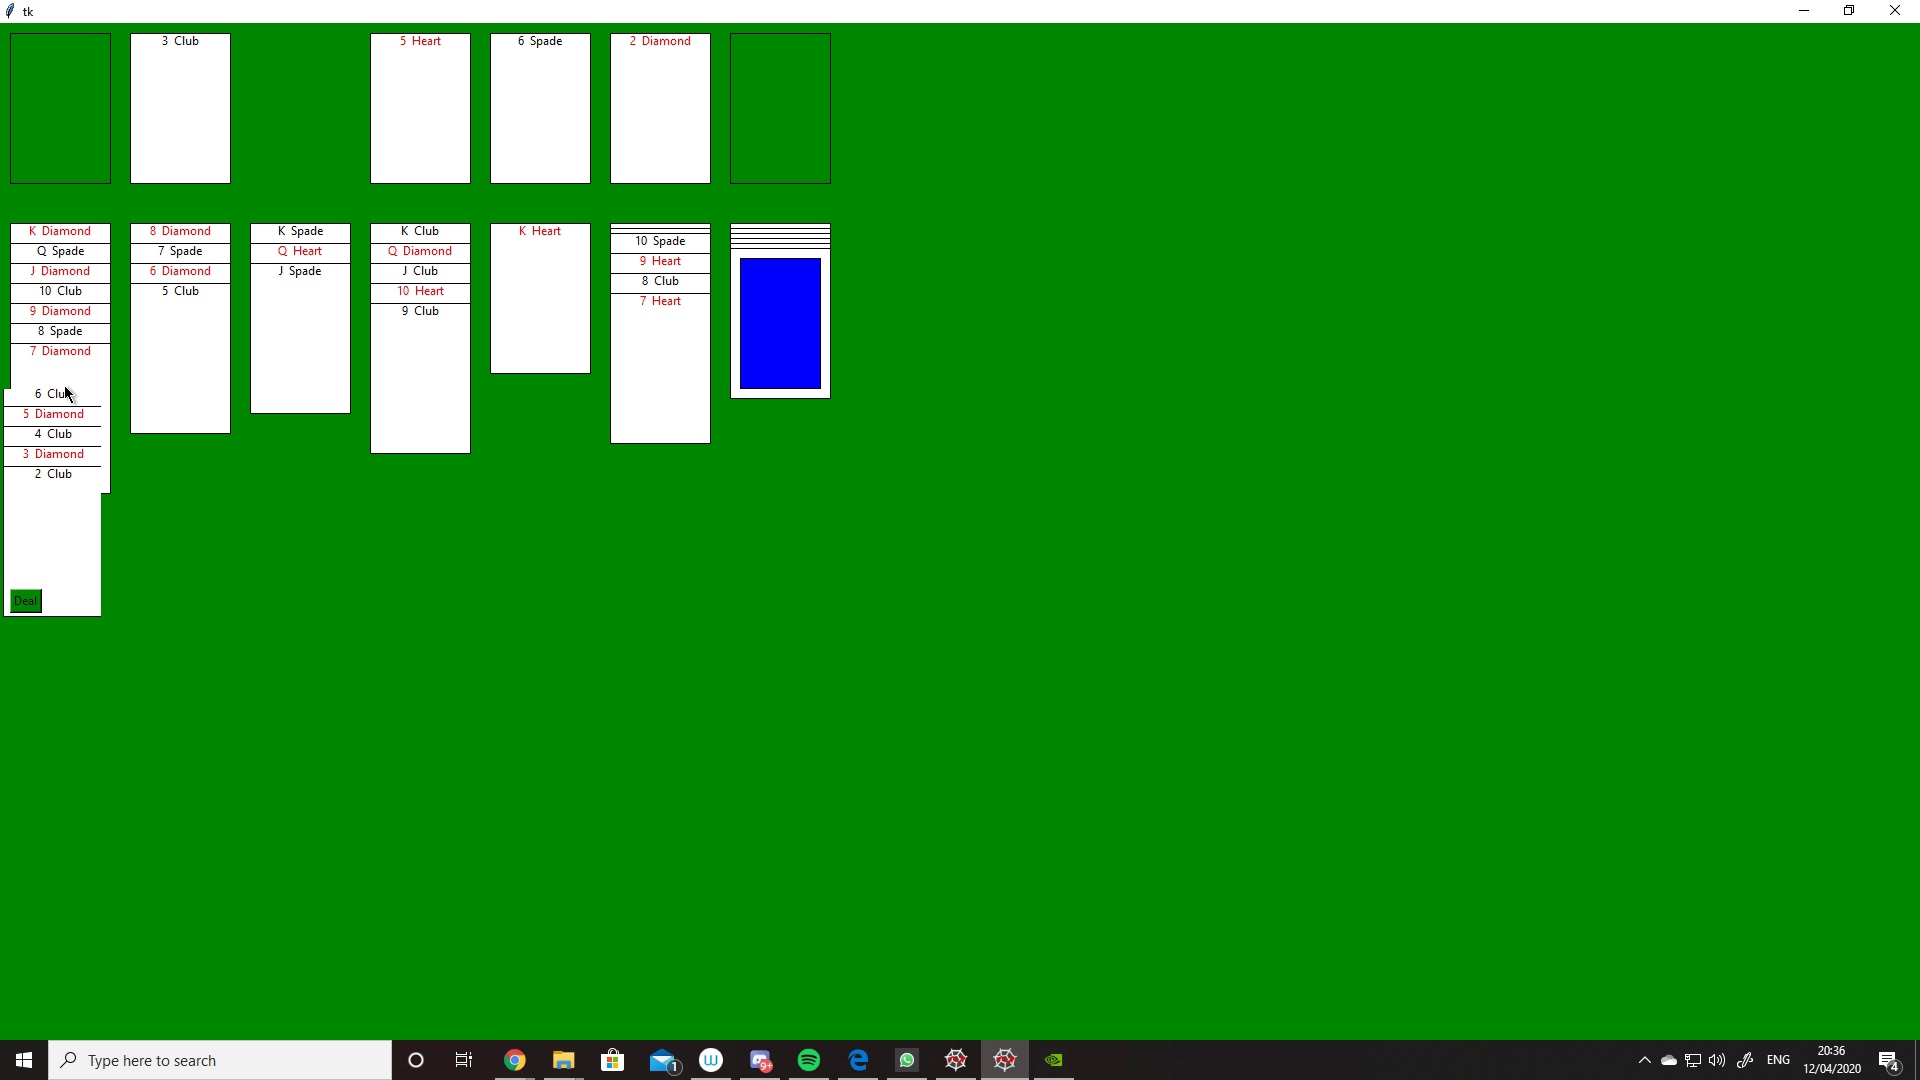 tk
3 Club
5 Heart
6 Spade
2 Diamond
K Diamond
Q Spade
J Diamond
10 Club
9 Diamond
8 Spade
7 Diamond
6 Club
5 Diamond
4 Club
3 Diamond
2 Club
Deal
8 Diamond
7 Spade
6 Diamond
5 Club
K Spade
Q Heart
J Spade
K Club
Q Diamond
J Club
10 Heart
9 Club
K Heart
10 Spade
9 Heart
8 Club
7 Heart
Type here to search
1
W
9+
ENG
20:36
12/04/2020
4